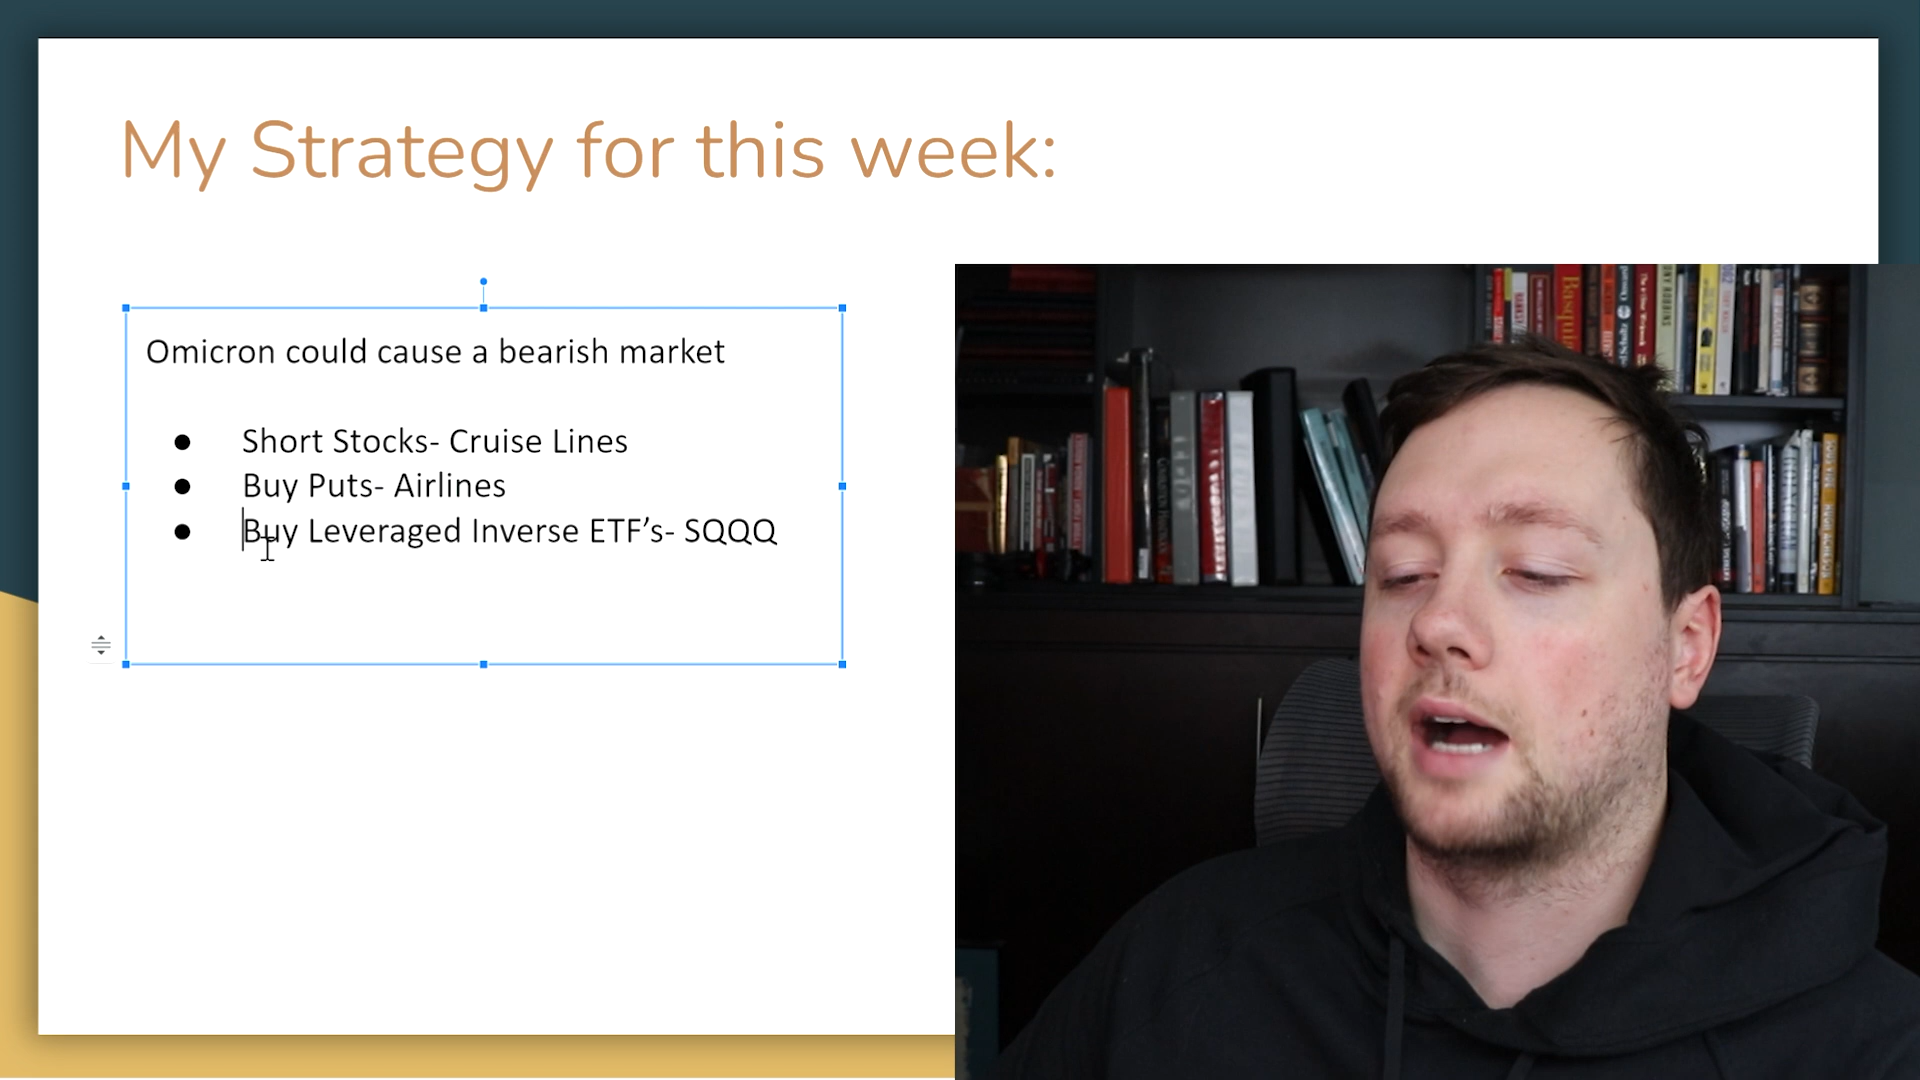 My Strategy for this week:
Omicron could cause a bearish market
● Short Stocks- Cruise Lines
● Buy Puts- Airlines
● Buy Leveraged Inverse ETF’s- SQQQ